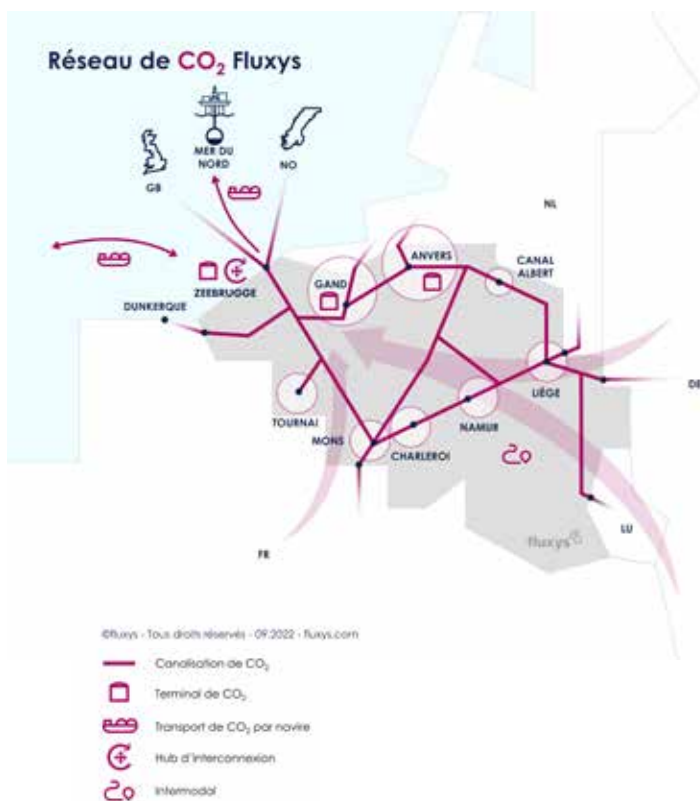 Réseau de CO₂ Fluxys
MER DU
NORD
GB
NO
NL
ANVERS
CANAL
ALBERT
GAND
ZEEBRUGGE
DUNKERQUE
DE
LIÈGE
TOURNAI
NAMUR
MONS
CHARLEROI
LU
fluxys
FR
©fluxys - Tous droits réservés - 09.2022 - fluxys.com
Canalisation de CO₂
Terminal de CO₂
Transport de CO₂ par navire
Hub d'interconnexion
Intermodal